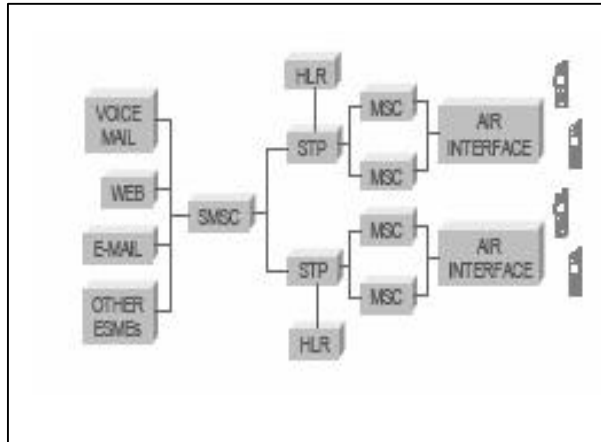 VOICE
MAIL
WEB
E-MAIL
OTHER
ESMEs
SMSC
HLR
STP
MSC
MSC
AIR
INTERFACE
STP
HLR
MSC
MSC
AIR
INTERFACE